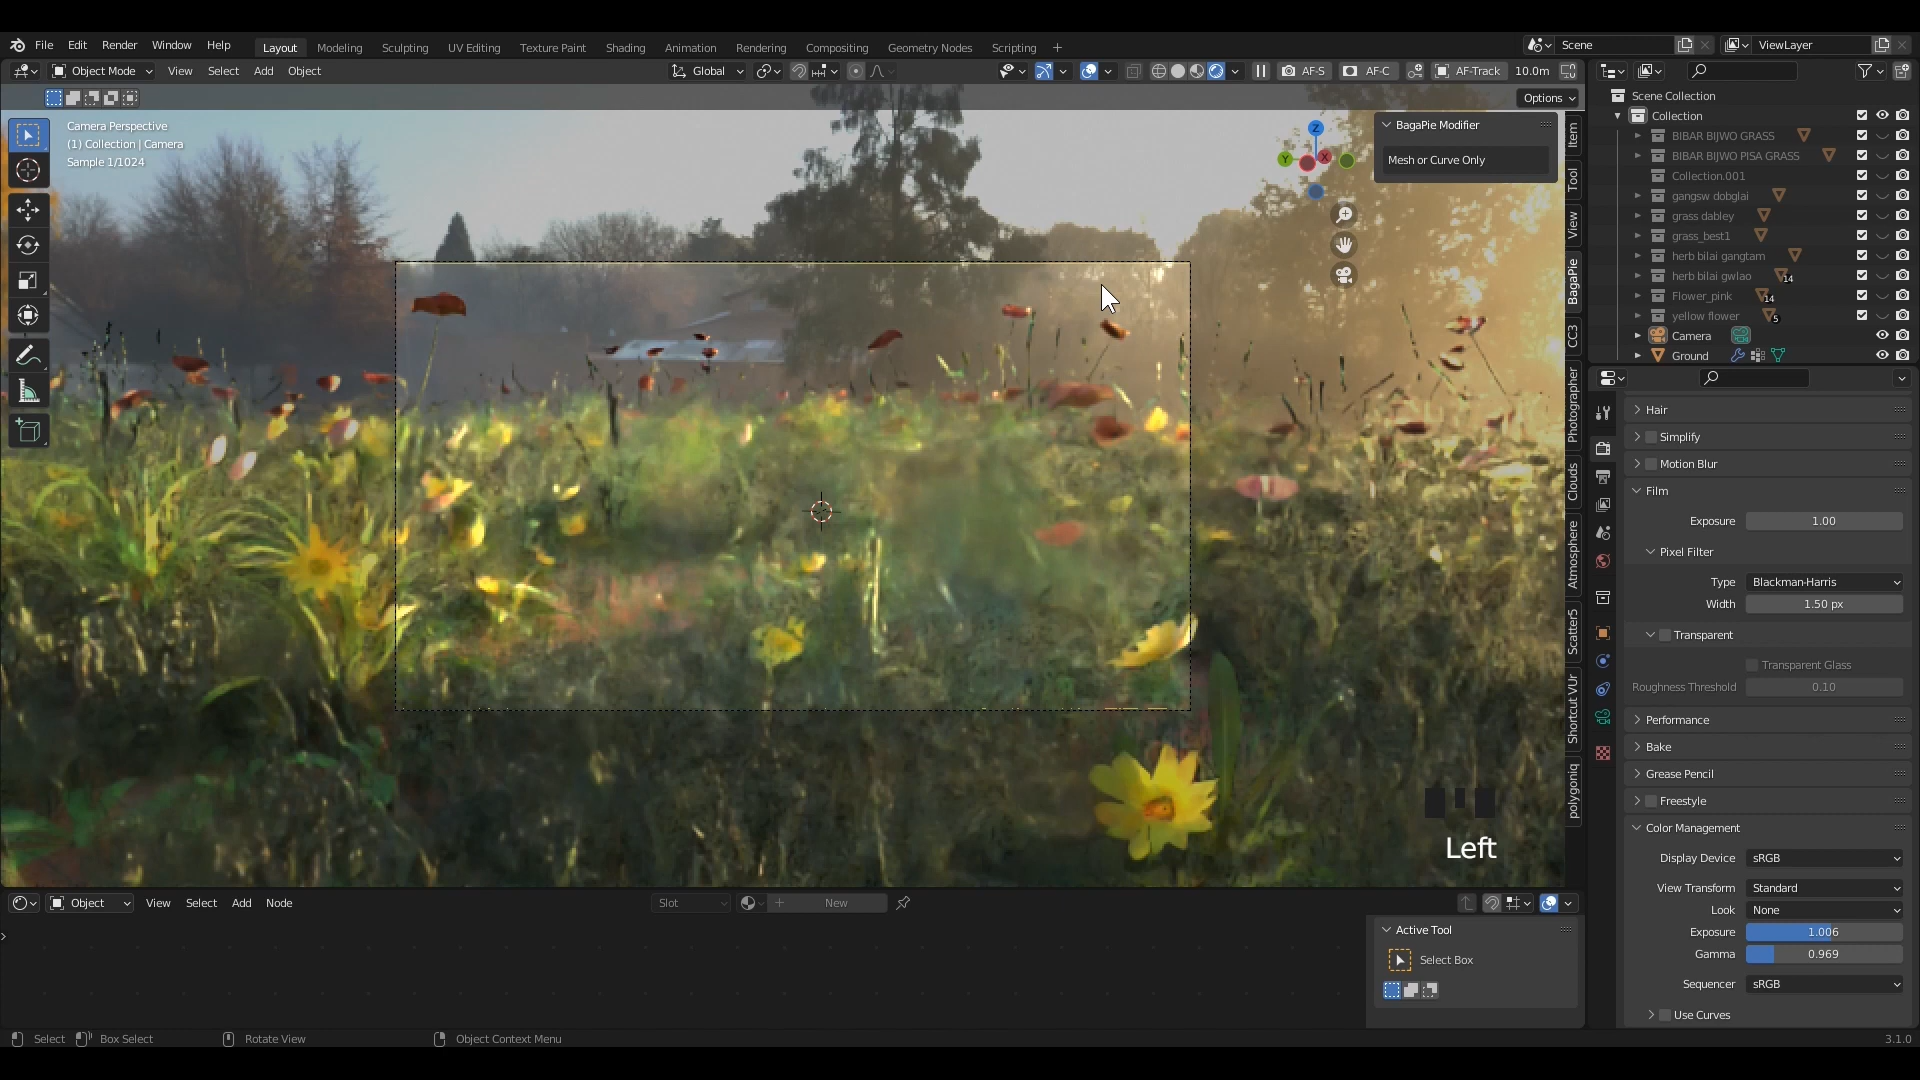 File Edit Render Window Help Layout Modeling Sculpting UV Editing Texture Paint Shading Animation Rendering Compositing Geometry Nodes Scripting + Scene ViewLayer
Object Mode View Select Add Object Global AF-S AF-C AF-Track 10.0m
Options
Camera Perspective
(1) Collection | Camera
Sample 1/1024
BagaPie Modifier
Mesh or Curve Only
Z
Y
X
Item
Tool
View
BagaPie
CC3
Photographer
Clouds
Atmosphere
Scatter5
Shortcut VUr
polygoniq
Left
Scene Collection
Collection
BIBAR BIJWO GRASS
BIBAR BIJWO PISA GRASS
Collection.001
gangsw dobglai
grass dabley
grass_best1
herb bilai gangtam
herb bilai gwlao 14
Flower_pink 14
yellow flower 5
Camera
Ground
Hair
Simplify
Motion Blur
Film
Exposure 1.00
Pixel Filter
Type Blackman-Harris
Width 1.50 px
Transparent
Transparent Glass
Roughness Threshold 0.10
Performance
Bake
Grease Pencil
Freestyle
Color Management
Display Device sRGB
View Transform Standard
Look None
Exposure 1.006
Gamma 0.969
Sequencer sRGB
Use Curves
Object View Select Add Node Slot + New
Active Tool
Select Box
Select Box Select Rotate View Object Context Menu 3.1.0